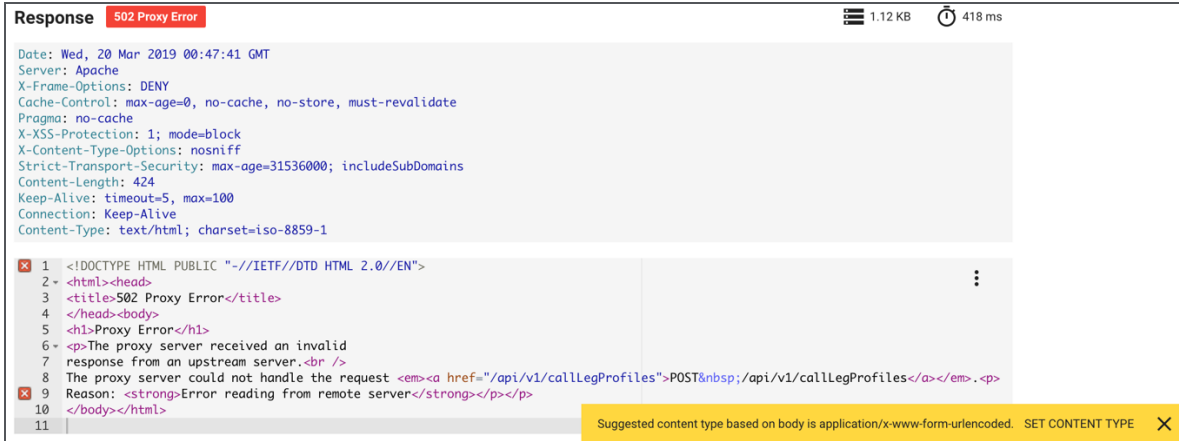 Response 502 Proxy Error 1.12 KB 418 ms
Date: Wed, 20 Mar 2019 00:47:41 GMT
Server: Apache
X-Frame-Options: DENY
Cache-Control: max-age=0, no-cache, no-store, must-revalidate
Pragma: no-cache
X-XSS-Protection: 1; mode=block
X-Content-Type-Options: nosniff
Strict-Transport-Security: max-age=31536000; includeSubDomains
Content-Length: 424
Keep-Alive: timeout=5, max=100
Connection: Keep-Alive
Content-Type: text/html; charset=iso-8859-1
1 <!DOCTYPE HTML PUBLIC "-//IETF//DTD HTML 2.0//EN">
2 <html><head>
3 <title>502 Proxy Error</title>
4 </head><body>
5 <h1>Proxy Error</h1>
6 <p>The proxy server received an invalid
7 response from an upstream server.<br />
8 The proxy server could not handle the request <em><a href="/api/v1/callLegProfiles">POST&nbsp;/api/v1/callLegProfiles</a></em>.<p>
9 Reason: <strong>Error reading from remote server</strong></p></p>
10 </body></html>
11
Suggested content type based on body is application/x-www-form-urlencoded. SET CONTENT TYPE